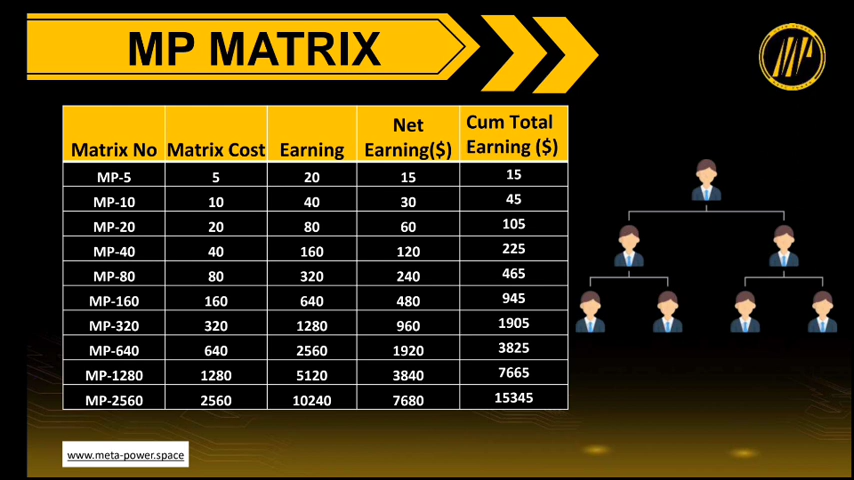 MP MATRIX
Matrix No Matrix Cost Earning Net Earning($) Cum Total Earning ($)
MP-5 5 20 15 15
MP-10 10 40 30 45
MP-20 20 80 60 105
MP-40 40 160 120 225
MP-80 80 320 240 465
MP-160 160 640 480 945
MP-320 320 1280 960 1905
MP-640 640 2560 1920 3825
MP-1280 1280 5120 3840 7665
MP-2560 2560 10240 7680 15345
www.meta-power.space